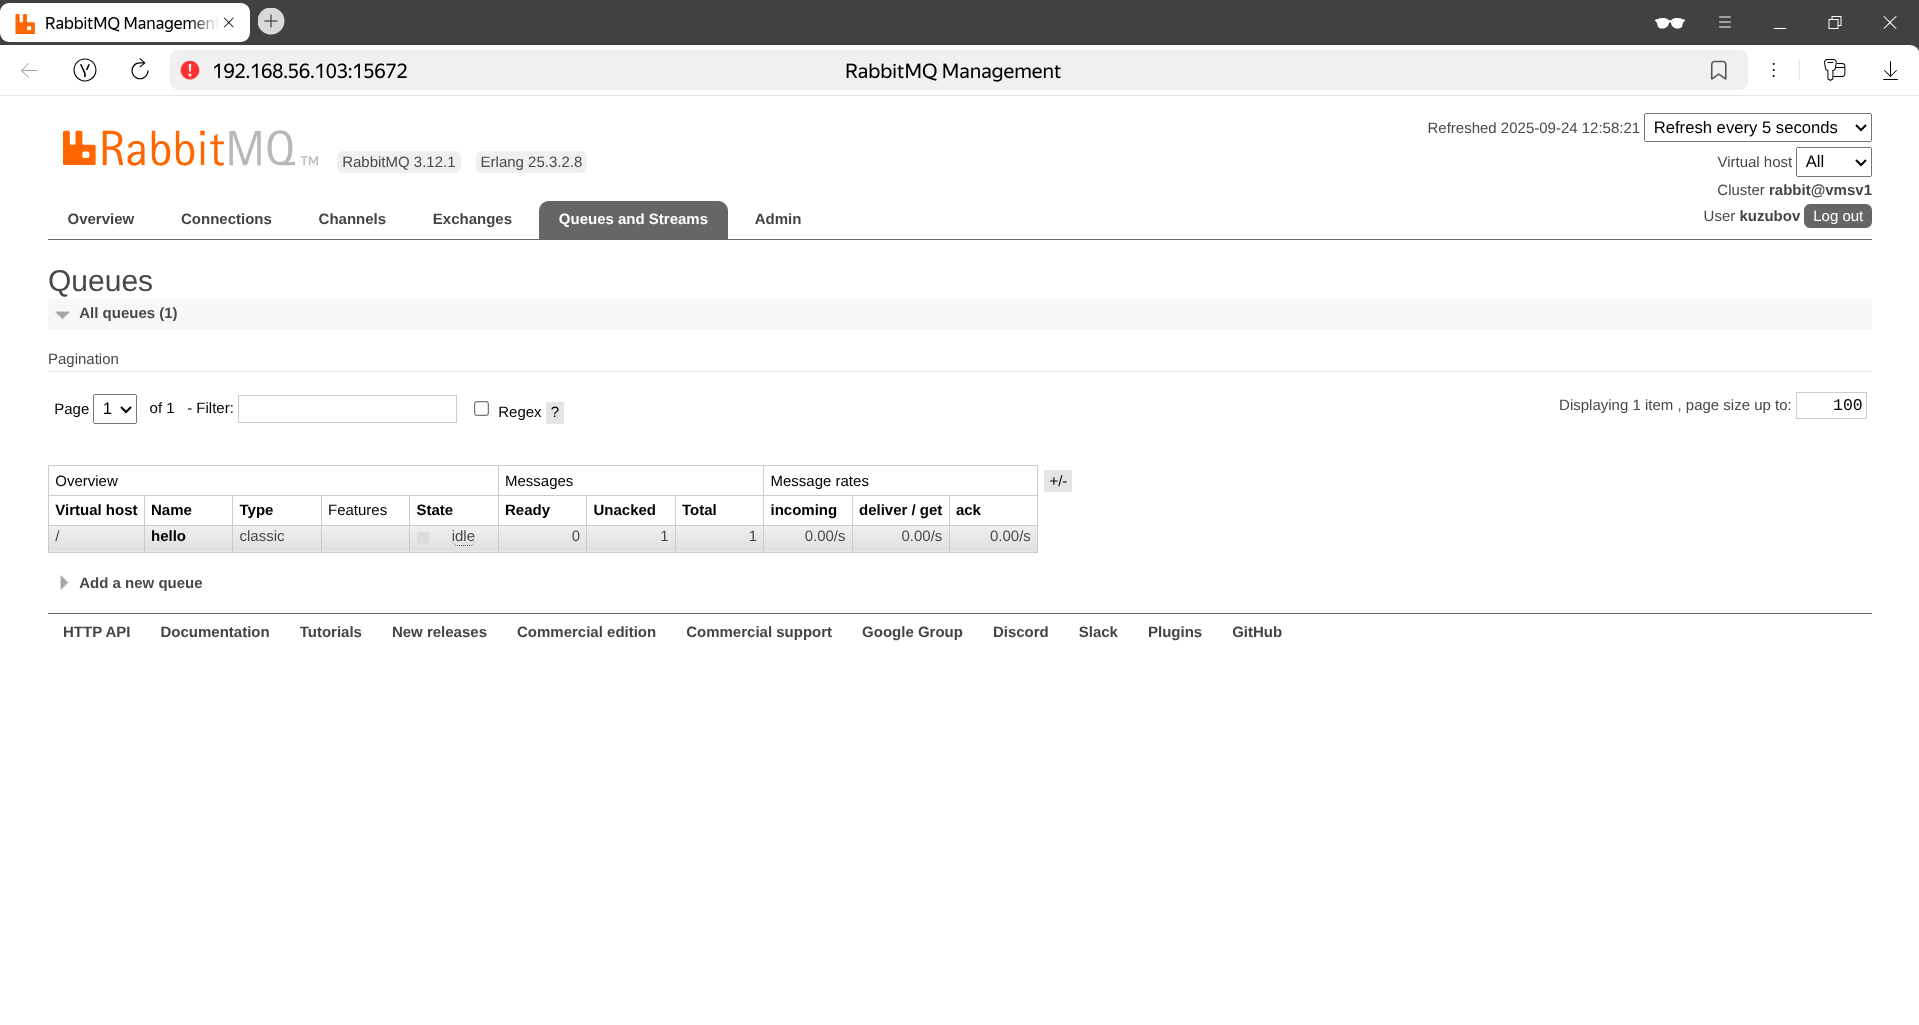 RabbitMQ Managemen
192.168.56.103:15672 RabbitMQ Management
RabbitMQ TM RabbitMQ 3.12.1 Erlang 25.3.2.8
Refreshed 2025-09-24 12:58:21 Refresh every 5 seconds
Virtual host All
Cluster rabbit@vmsv1
User kuzubov Log out
Overview Connections Channels Exchanges Queues and Streams Admin
Queues
All queues (1)
Pagination
Page 1 of 1 - Filter: Regex ? Displaying 1 item , page size up to: 100
Overview Messages Message rates +/-
Virtual host Name Type Features State Ready Unacked Total incoming deliver / get ack
/ hello classic idle 0 1 1 0.00/s 0.00/s 0.00/s
Add a new queue
HTTP API Documentation Tutorials New releases Commercial edition Commercial support Google Group Discord Slack Plugins GitHub